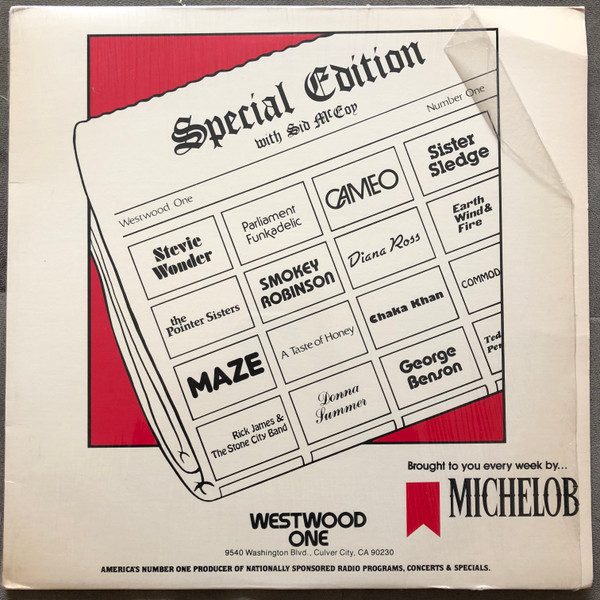 Special Edition
with Sid McCoy
Westwood One
Number One
Stevie
Wonder
Parliament
Funkadelic
CAMEO
Sister
Sledge
the
Pointer Sisters
SMOKEY
ROBINSON
Diana Ross
Earth
Wind &
Fire
MAZE
A Taste of Honey
Chaka Khan
COMMOD
Rick James &
The Stone City Band
Donna
Summer
George
Benson
Ted
Per
Brought to you every week by...
MICHELOB
WESTWOOD
ONE
9540 Washington Blvd., Culver City, CA 90230
AMERICA'S NUMBER ONE PRODUCER OF NATIONALLY SPONSORED RADIO PROGRAMS, CONCERTS & SPECIALS.